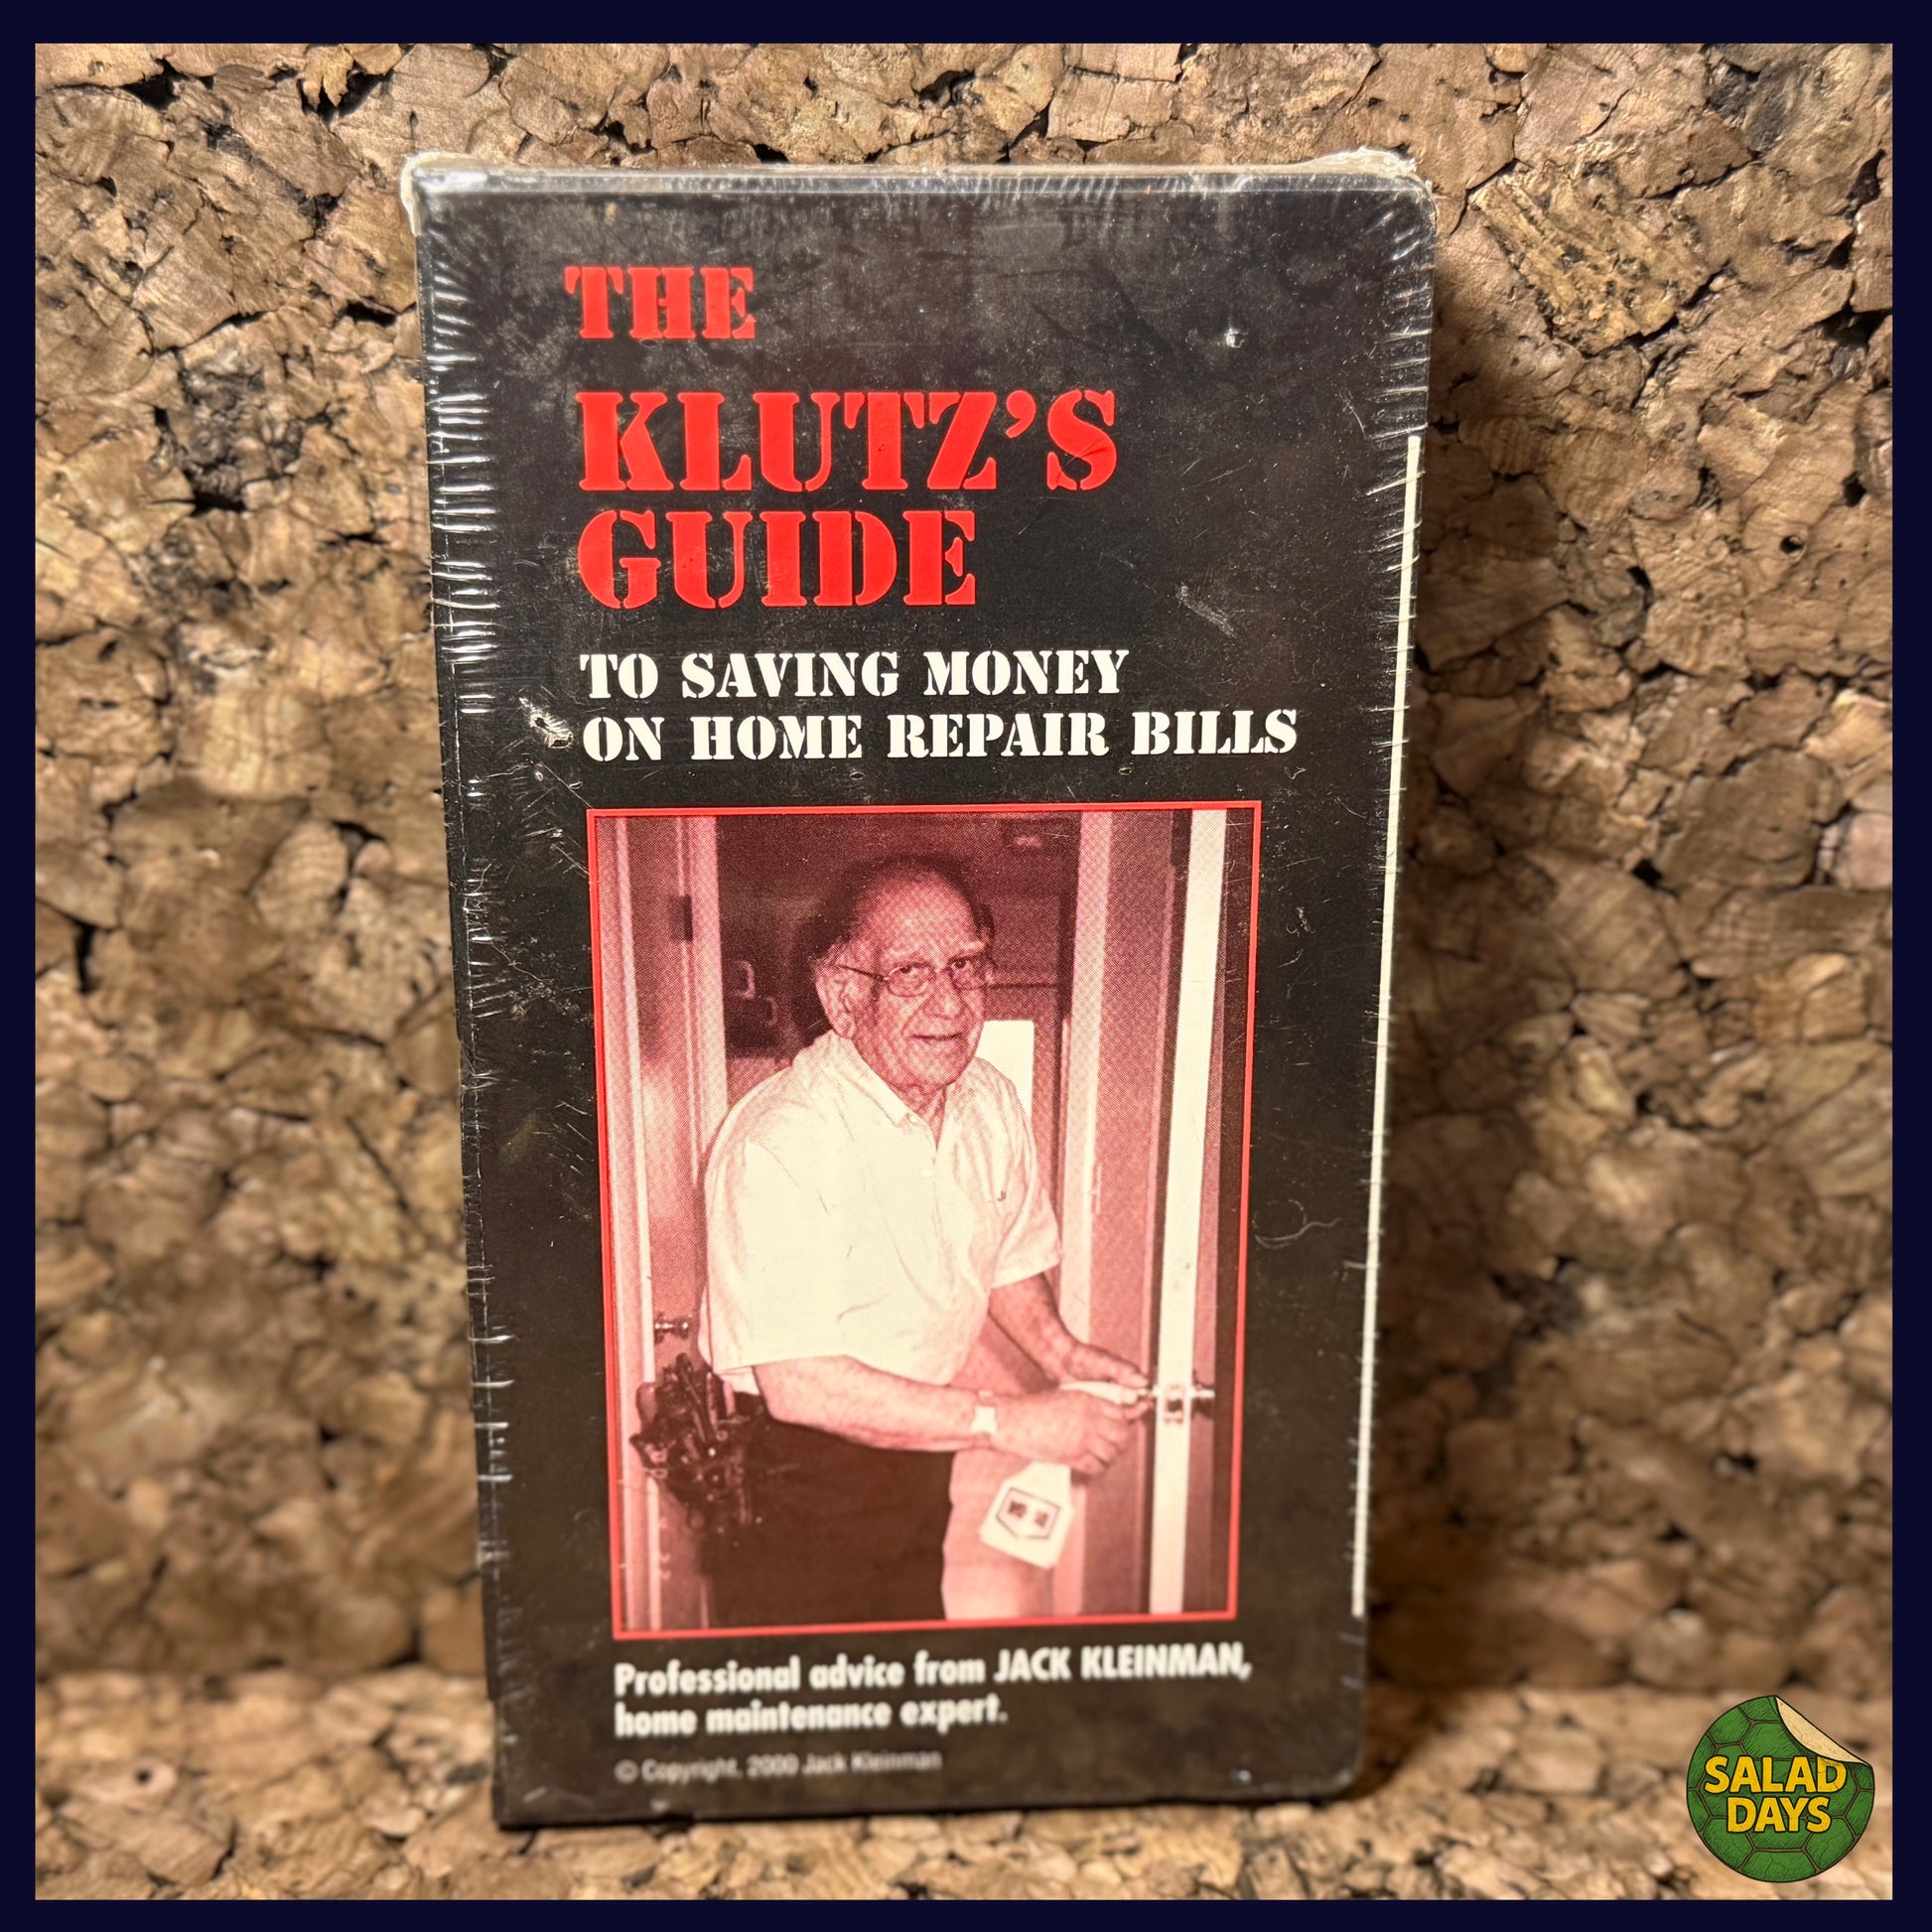 THE
KLUTZ'S
GUIDE
TO SAVING MONEY
ON HOME REPAIR BILLS
Professional advice from JACK KLEINMAN,
home maintenance expert.
© Copyright, 2000 Jack Kleinman
SALAD
DAYS